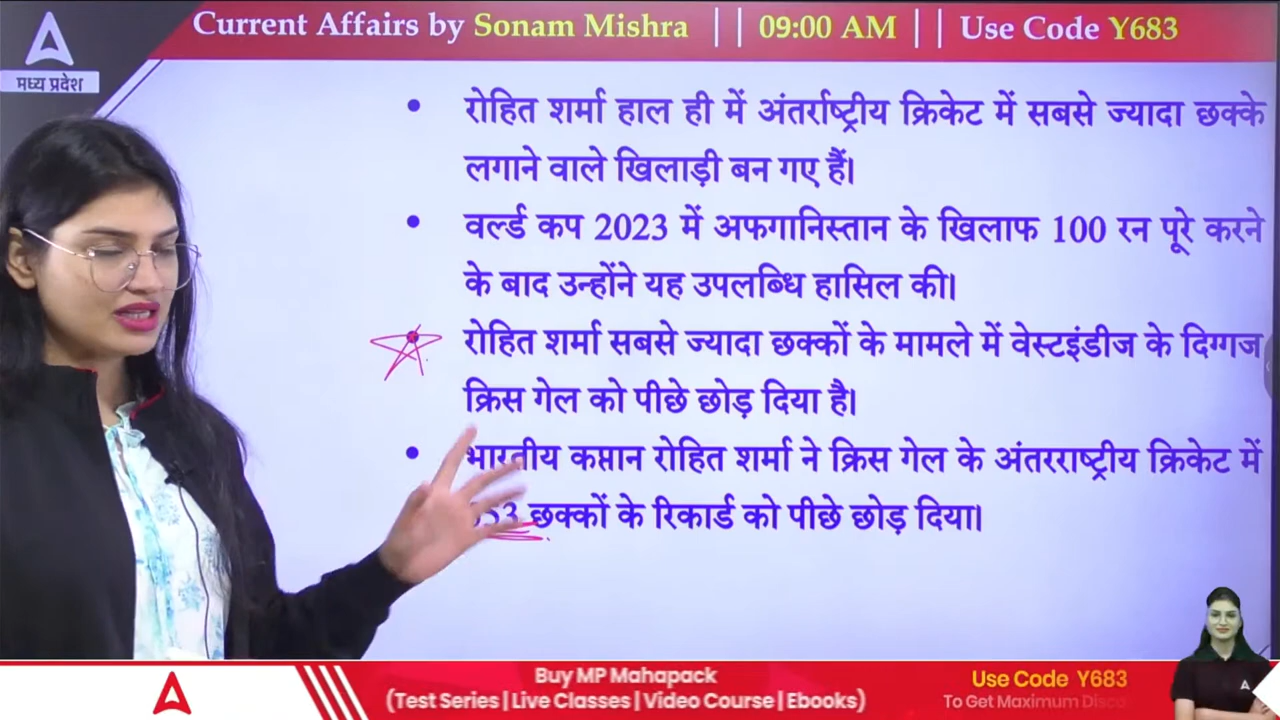 Current Affairs by Sonam Mishra || 09:00 AM || Use Code Y683
मध्य प्रदेश
• रोहित शर्मा हाल ही में अंतर्राष्ट्रीय क्रिकेट में सबसे ज्यादा छक्के
लगाने वाले खिलाड़ी बन गए हैं।
• वर्ल्ड कप 2023 में अफगानिस्तान के खिलाफ 100 रन पूरे करने
के बाद उन्होंने यह उपलब्धि हासिल की।
• रोहित शर्मा सबसे ज्यादा छक्कों के मामले में वेस्टइंडीज के दिग्गज
क्रिस गेल को पीछे छोड़ दिया है।
• भारतीय कप्तान रोहित शर्मा ने क्रिस गेल के अंतरराष्ट्रीय क्रिकेट में
छक्कों के रिकार्ड को पीछे छोड़ दिया।
Buy MP Mahapack
(Test Series | Live Classes | Video Course | Ebooks)
Use Code Y683
To Get Maximum